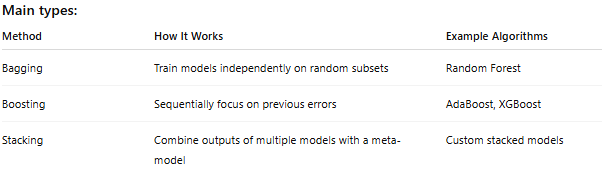 Main types:
Method How It Works Example Algorithms
Bagging Train models independently on random subsets Random Forest
Boosting Sequentially focus on previous errors AdaBoost, XGBoost
Stacking Combine outputs of multiple models with a meta- Custom stacked models
model